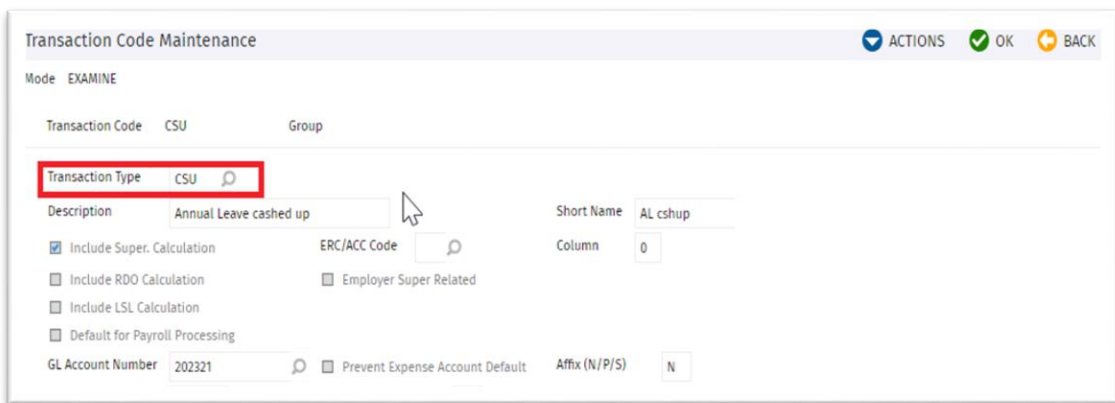 Transaction Code Maintenance ACTIONS OK BACK
Mode EXAMINE
Transaction Code CSU Group
Transaction Type CSU
Description Annual Leave cashed up Short Name AL cshup
Include Super. Calculation ERC/ACC Code Column 0
Include RDO Calculation Employer Super Related
Include LSL Calculation
Default for Payroll Processing
GL Account Number 202321 Prevent Expense Account Default Affix (N/P/S) N